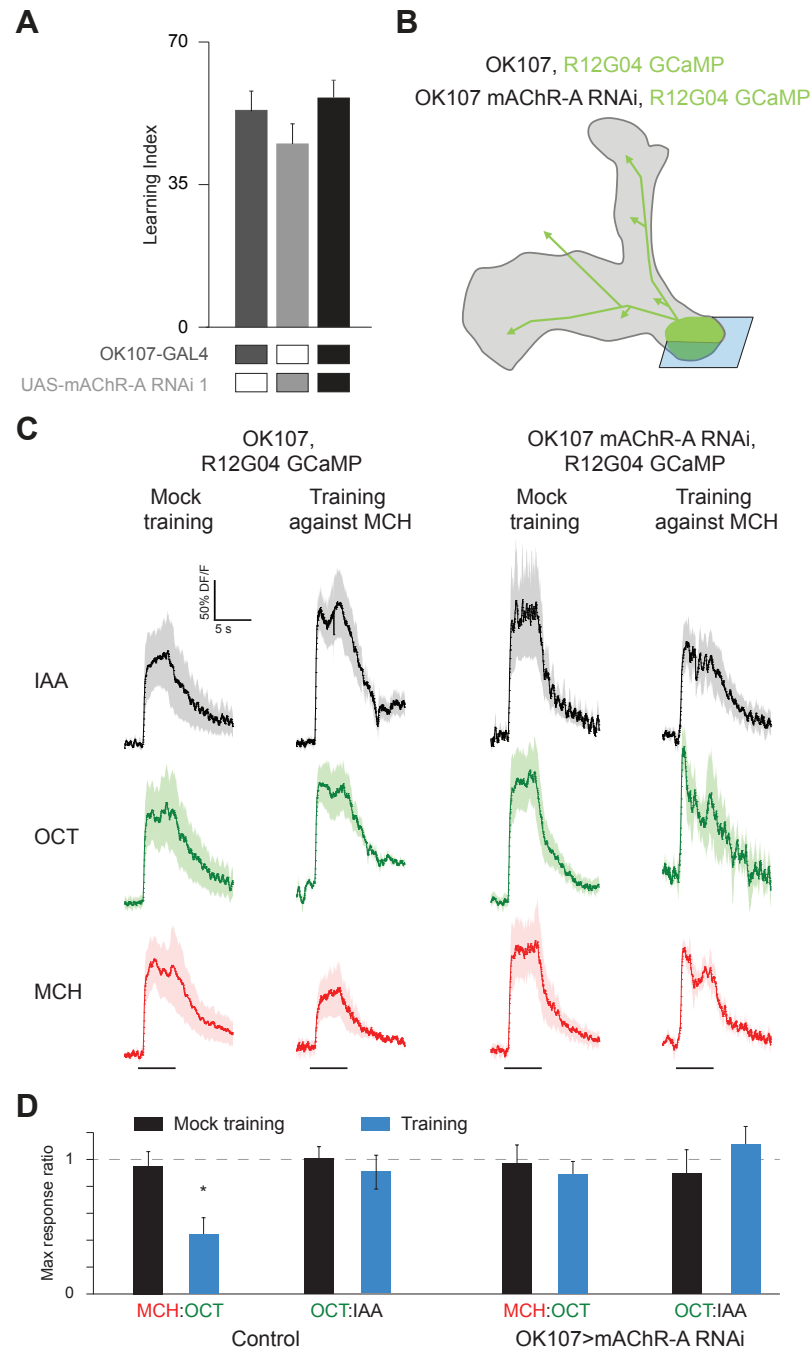 A
70
35
0
Learning Index
OK107-GAL4
UAS-mAChR-A RNAi 1
B
OK107, R12G04 GCaMP
OK107 mAChR-A RNAi, R12G04 GCaMP
C
OK107,
R12G04 GCaMP
OK107 mAChR-A RNAi,
R12G04 GCaMP
Mock
training
Training
against MCH
Mock
training
Training
against MCH
50% DF/F
5 s
IAA
OCT
MCH
D
Mock training
Training
Max response ratio
1
0
*
MCH:OCT
OCT:IAA
MCH:OCT
OCT:IAA
Control
OK107>mAChR-A RNAi